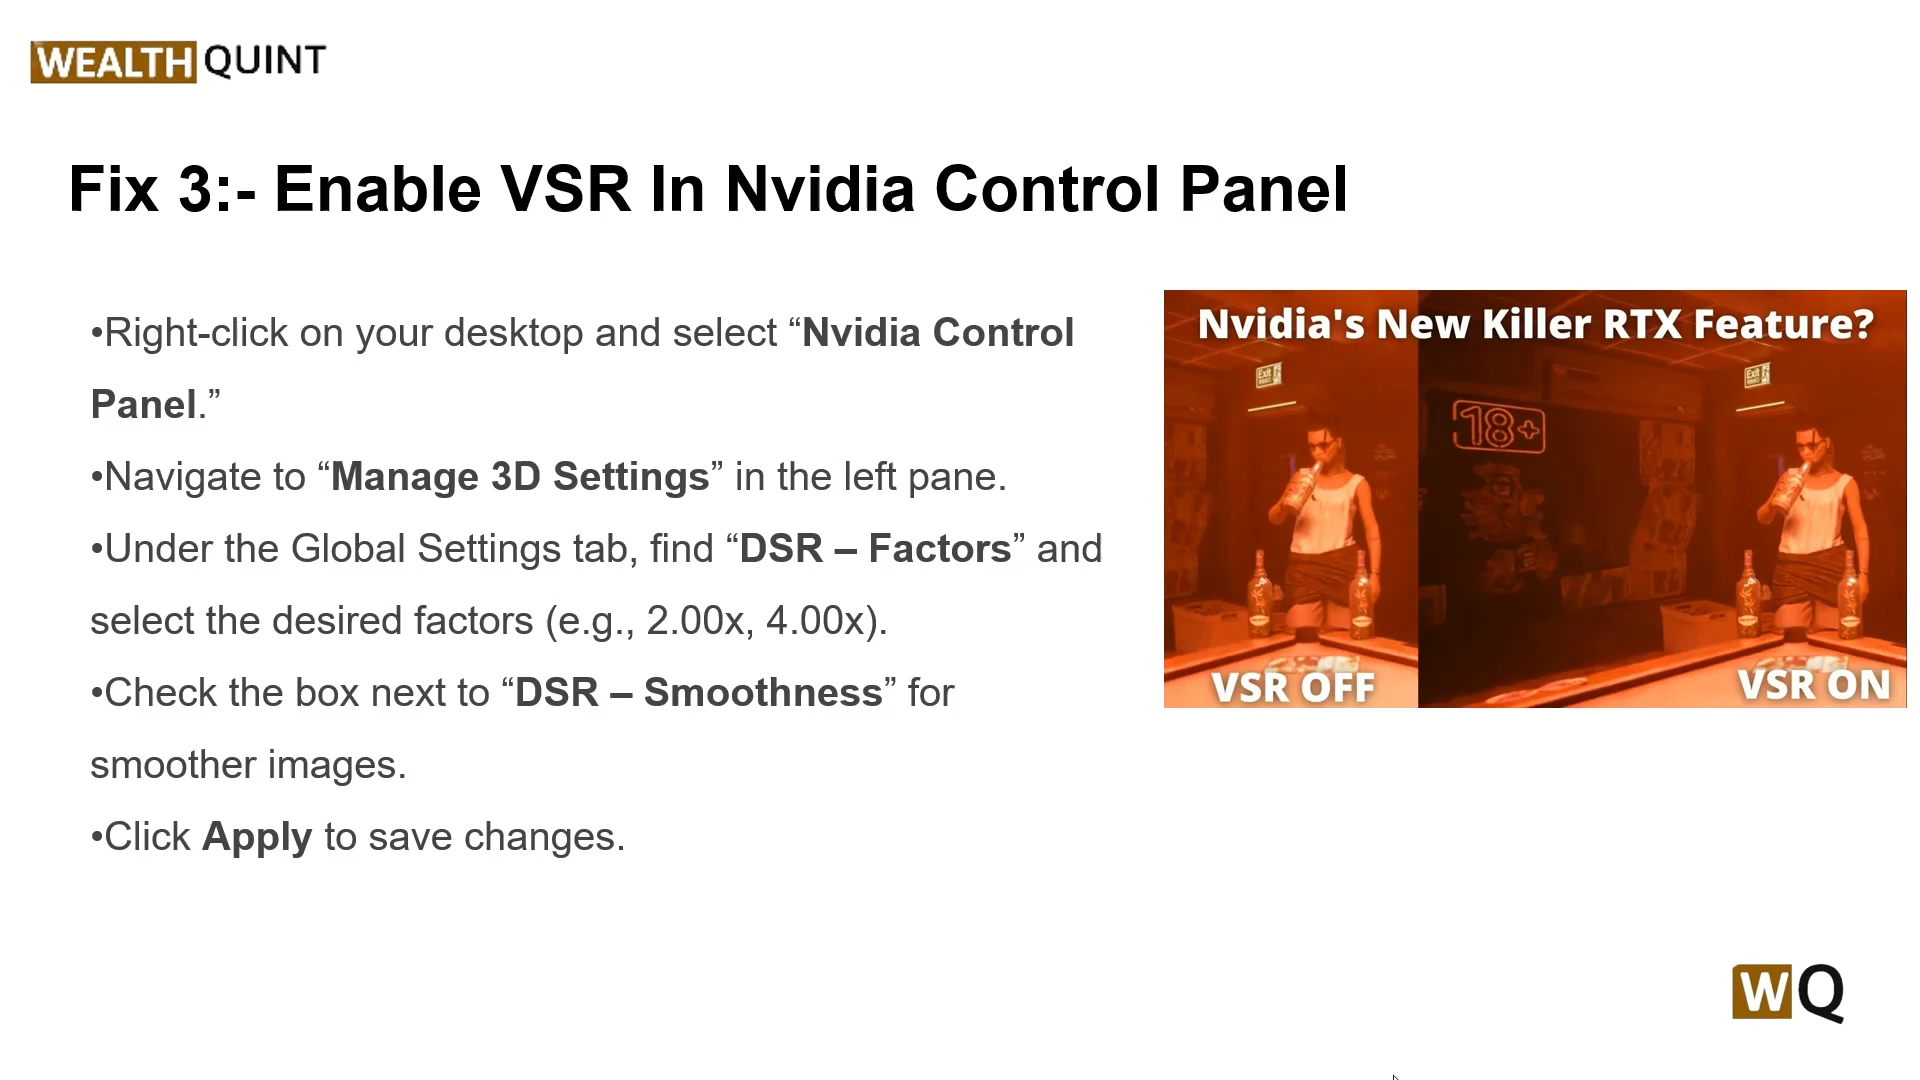 WEALTH QUINT
Fix 3:- Enable VSR In Nvidia Control Panel
•Right-click on your desktop and select “Nvidia Control
Panel.”
•Navigate to “Manage 3D Settings” in the left pane.
•Under the Global Settings tab, find “DSR – Factors” and
select the desired factors (e.g., 2.00x, 4.00x).
•Check the box next to “DSR – Smoothness” for
smoother images.
•Click Apply to save changes.
Nvidia's New Killer RTX Feature?
Exit
Exit
18+
VSR OFF
VSR ON
WQ